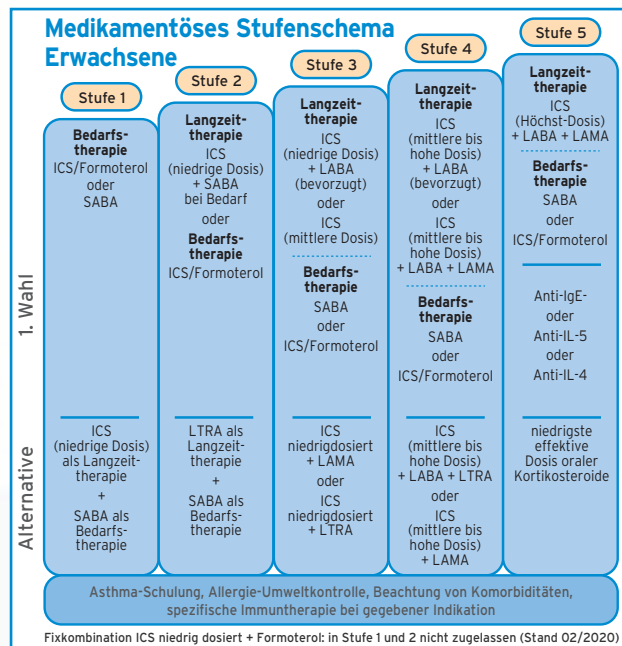 Medikamentöses Stufenschema
Erwachsene
Stufe 1
Bedarfs-
therapie
ICS/Formoterol
oder
SABA
Stufe 2
Langzeit-
therapie
ICS
(niedrige Dosis)
+ SABA
bei Bedarf
oder
Bedarfs-
therapie
ICS/Formoterol
Stufe 3
Langzeit-
therapie
ICS
(niedrige Dosis)
+ LABA
(bevorzugt)
oder
ICS
(mittlere Dosis)
Bedarfs-
therapie
SABA
oder
ICS/Formoterol
Stufe 4
Langzeit-
therapie
ICS
(mittlere bis
hohe Dosis)
+ LABA
(bevorzugt)
oder
ICS
(mittlere bis
hohe Dosis)
+ LABA + LAMA
Bedarfs-
therapie
SABA
oder
ICS/Formoterol
Stufe 5
Langzeit-
therapie
ICS
(Höchst-Dosis)
+ LABA + LAMA
Bedarfs-
therapie
SABA
oder
ICS/Formoterol
Anti-IgE-
oder
Anti-IL-5
oder
Anti-IL-4
1. Wahl
Alternative
ICS
(niedrige Dosis)
als Langzeit-
therapie
+
SABA als
Bedarfs-
therapie
LTRA als
Langzeit-
therapie
+
SABA als
Bedarfs-
therapie
ICS
niedrigdosiert
+ LAMA
oder
ICS
niedrigdosiert
+ LTRA
ICS
(mittlere bis
hohe Dosis)
+ LABA + LTRA
oder
ICS
(mittlere bis
hohe Dosis)
+ LAMA
niedrigste
effektive
Dosis oraler
Kortikosteroide
Asthma-Schulung, Allergie-Umweltkontrolle, Beachtung von Komorbiditäten,
spezifische Immuntherapie bei gegebener Indikation
Fixkombination ICS niedrig dosiert + Formoterol: in Stufe 1 und 2 nicht zugelassen (Stand 02/2020)